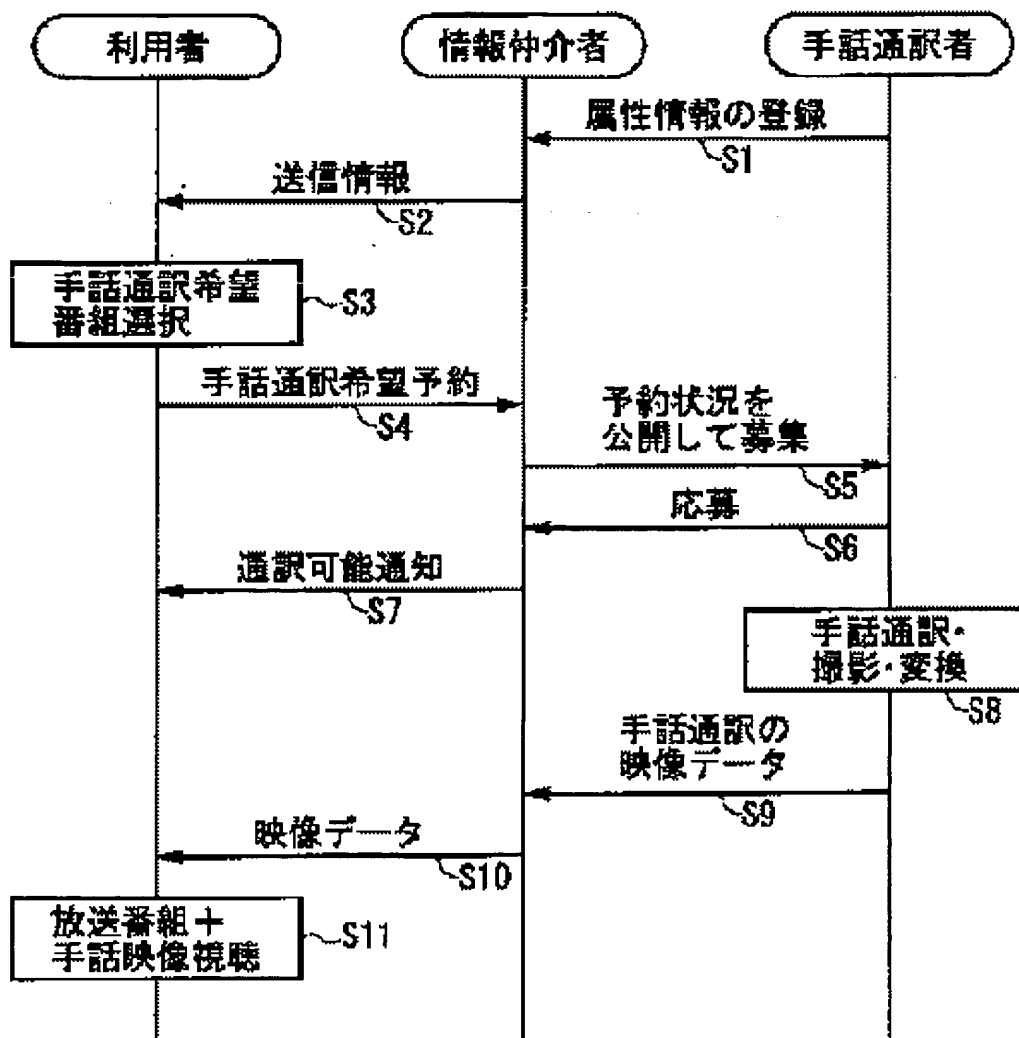 利用者
情報仲介者
手話通訳者
属性情報の登録
S1
送信情報
S2
手話通訳希望
番組選択
S3
手話通訳希望予約
S4
予約状況を
公開して募集
S5
応募
S6
通訳可能通知
S7
手話通訳・
撮影・変換
S8
手話通訳の
映像データ
S9
映像データ
S10
放送番組＋
手話映像視聴
S11